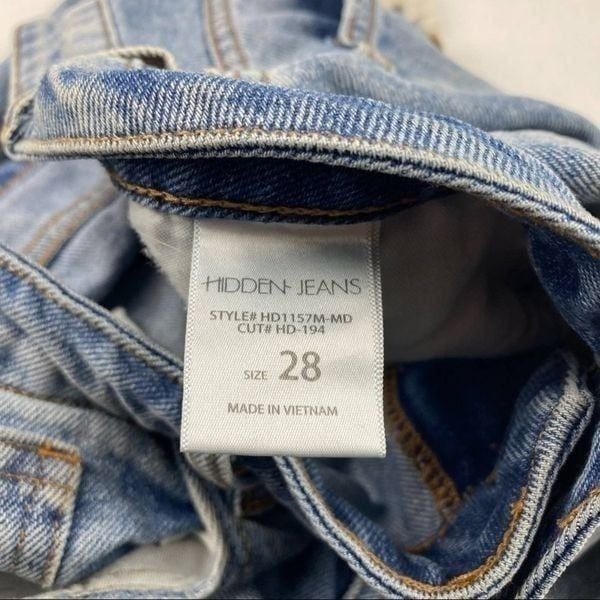 HIDDEN JEANS
STYLE# HD1157M-MD
CUT# HD-194
SIZE 28
MADE IN VIETNAM